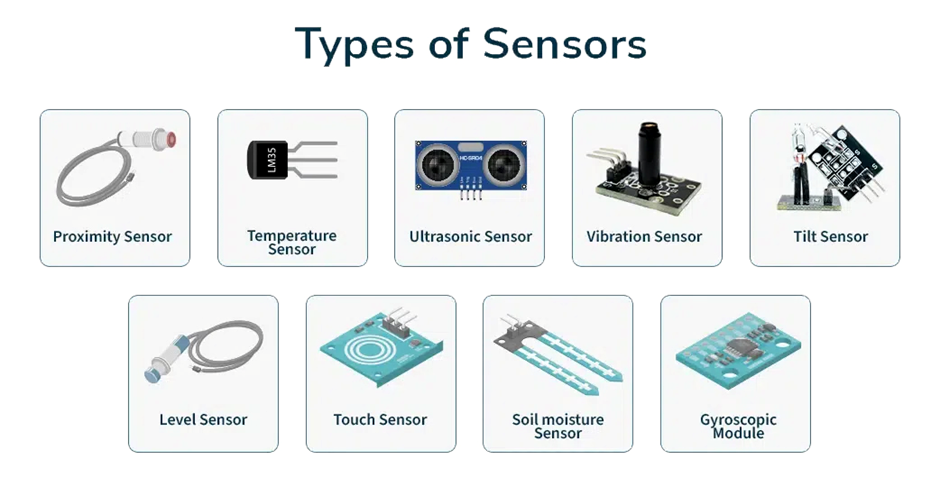 Types of Sensors
LM35
HC-SR04
Proximity Sensor
Temperature
Sensor
Ultrasonic Sensor
Vibration Sensor
Tilt Sensor
Level Sensor
Touch Sensor
Soil moisture
Sensor
Gyroscopic
Module